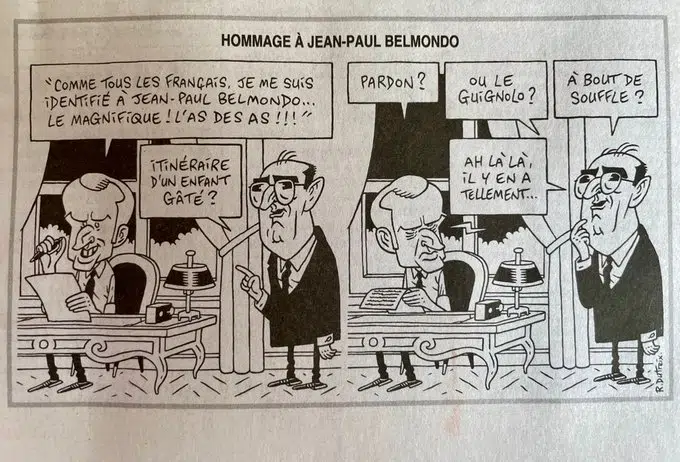 HOMMAGE À JEAN-PAUL BELMONDO
"COMME TOUS LES FRANÇAIS, JE ME SUIS
IDENTIFIÉ A JEAN-PAUL BELMONDO...
LE MAGNIFIQUE ! L'AS DES AS !!!"
ITINÉRAIRE
D'UN ENFANT
GÂTÉ ?
PARDON ?
OU LE
GUIGNOLO ?
AH LÀ LÀ,
IL Y EN A
TELLEMENT...
À BOUT DE
SOUFFLE ?
R. DUTREIX.